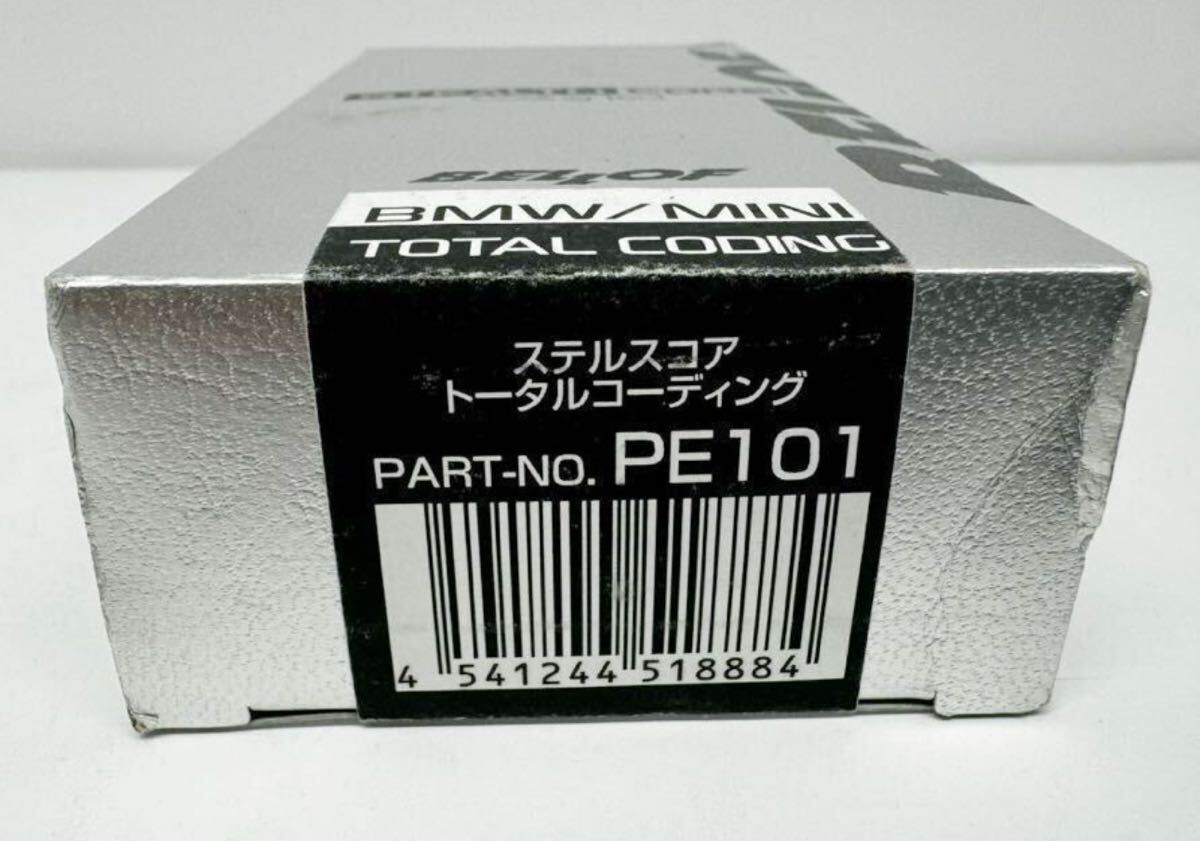 BELLOF
BMW/MINI
TOTAL CODING
ステルスコア
トータルコーディング
PART-NO. PE101
4 541244 518884